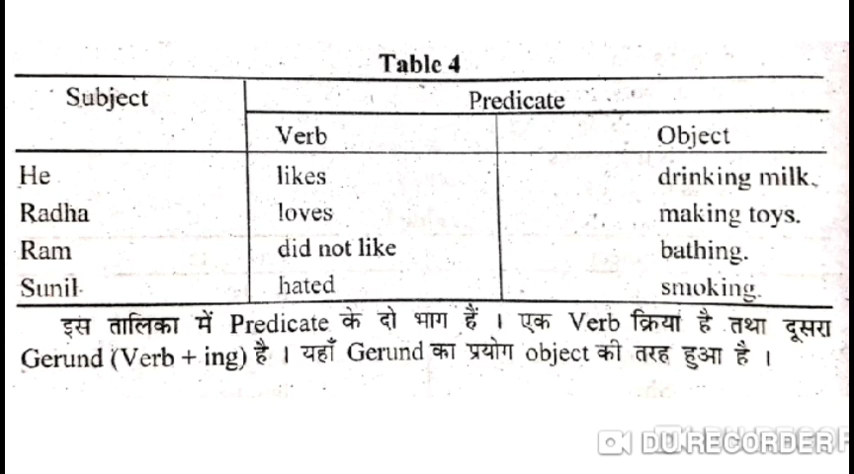 Table 4
Subject Predicate
Verb Object
He likes drinking milk.
Radha loves making toys.
Ram did not like bathing.
Sunil hated smoking.
इस तालिका में Predicate के दो भाग हैं । एक Verb क्रिया है तथा दूसरा
Gerund (Verb + ing) है । यहाँ Gerund का प्रयोग object की तरह हुआ है ।
DU RECORDER